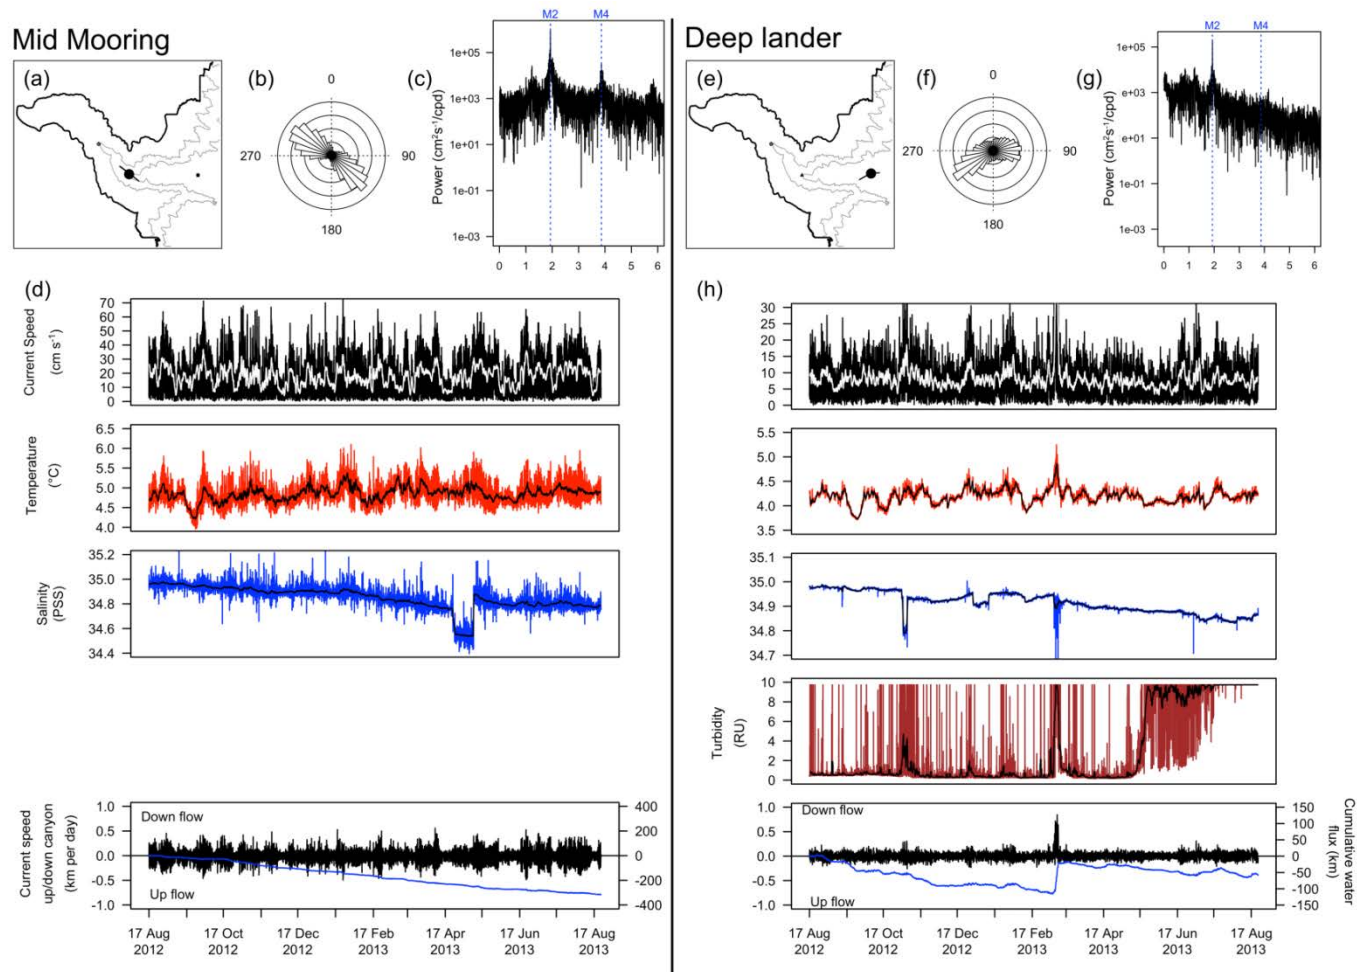 Mid Mooring
(a)
(b)
0
90
180
270
(c)
M2
M4
Power (cm²s⁻¹/cpd)
1e+05
1e+03
1e+01
1e-01
1e-03
0 1 2 3 4 5 6
Deep lander
(e)
(f)
0
90
180
270
(g)
M2
M4
Power (cm²s⁻¹/cpd)
1e+05
e+03
1e+01
1e-01
1e-03
0 1 2 3 4 5 6
(d)
Current Speed
(cm s⁻¹)
70
60
50
40
30
20
10
0
Temperature
(°C)
6.5
6.0
5.5
5.0
4.5
4.0
Salinity
(PSS)
35.2
35.0
34.8
34.6
34.4
Current speed
up/down canyon
(km per day)
1.0
0.5
0.0
-0.5
-1.0
Down flow
Up flow
400
200
0
-200
-400
17 Aug 17 Oct 17 Dec 17 Feb 17 Apr 17 Jun 17 Aug
2012 2012 2012 2013 2013 2013 2013
(h)
30
25
20
15
10
5
0
5.5
5.0
4.5
4.0
3.5
35.1
35.0
34.9
34.8
34.7
Turbidity
(RU)
10
8
6
4
2
0
1.0
0.5
0.0
-0.5
-1.0
Down flow
Up flow
150
100
50
0
-50
-100
-150
Cumulative water
flux (km)
17 Aug 17 Oct 17 Dec 17 Feb 17 Apr 17 Jun 17 Aug
2012 2012 2012 2013 2013 2013 2013